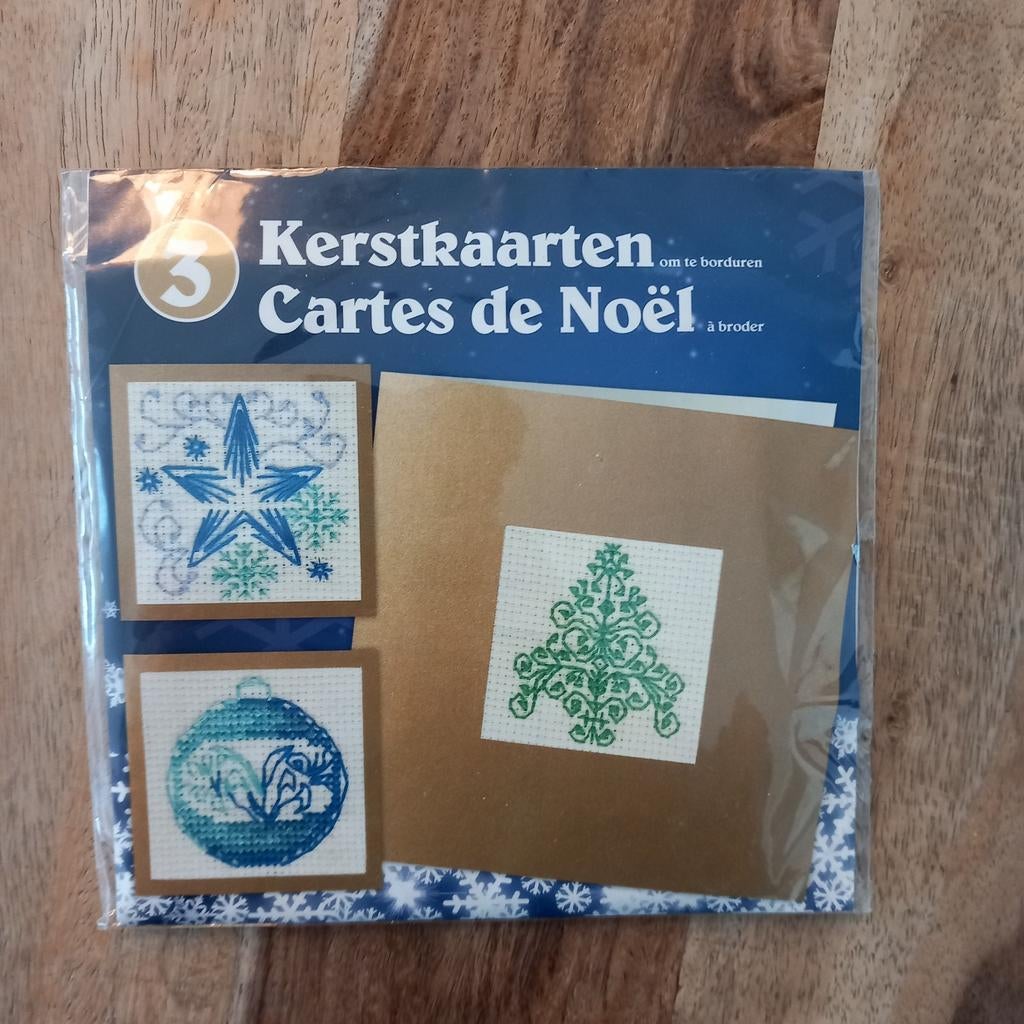 3
Kerstkaarten om te borduren
Cartes de Noël à broder